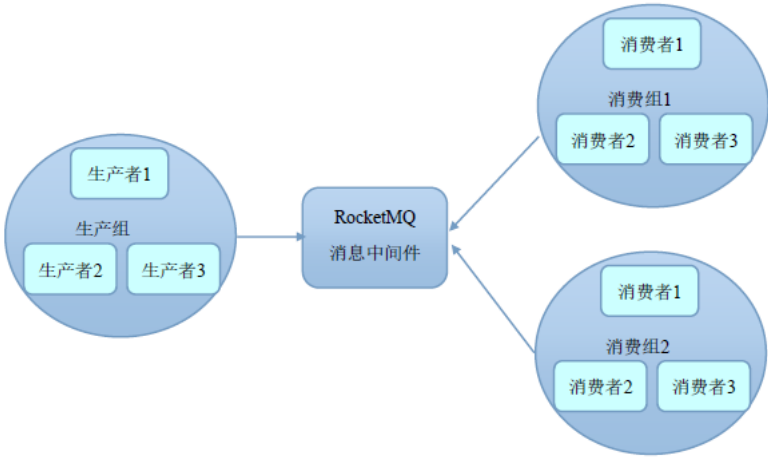 生产者1
生产组
生产者2
生产者3
RocketMQ
消息中间件
消费者1
消费组1
消费者2
消费者3
消费者1
消费组2
消费者2
消费者3